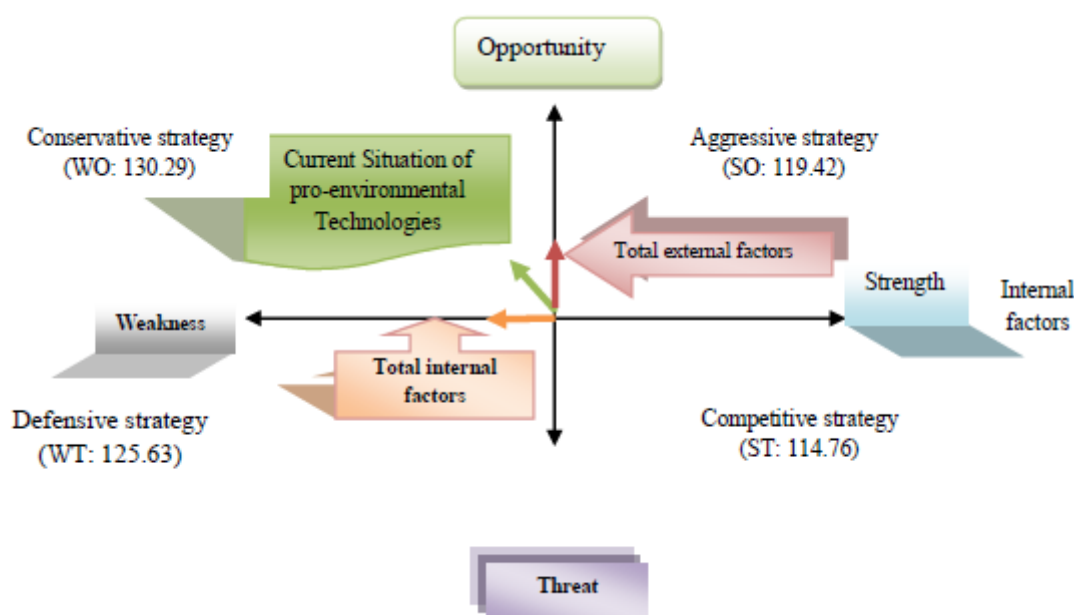 Opportunity
Conservative strategy
(WO: 130.29)
Current Situation of
pro-environmental
Technologies
Aggressive strategy
(SO: 119.42)
Total external factors
Strength
Internal
factors
Weakness
Total internal
factors
Defensive strategy
(WT: 125.63)
Competitive strategy
(ST: 114.76)
Threat